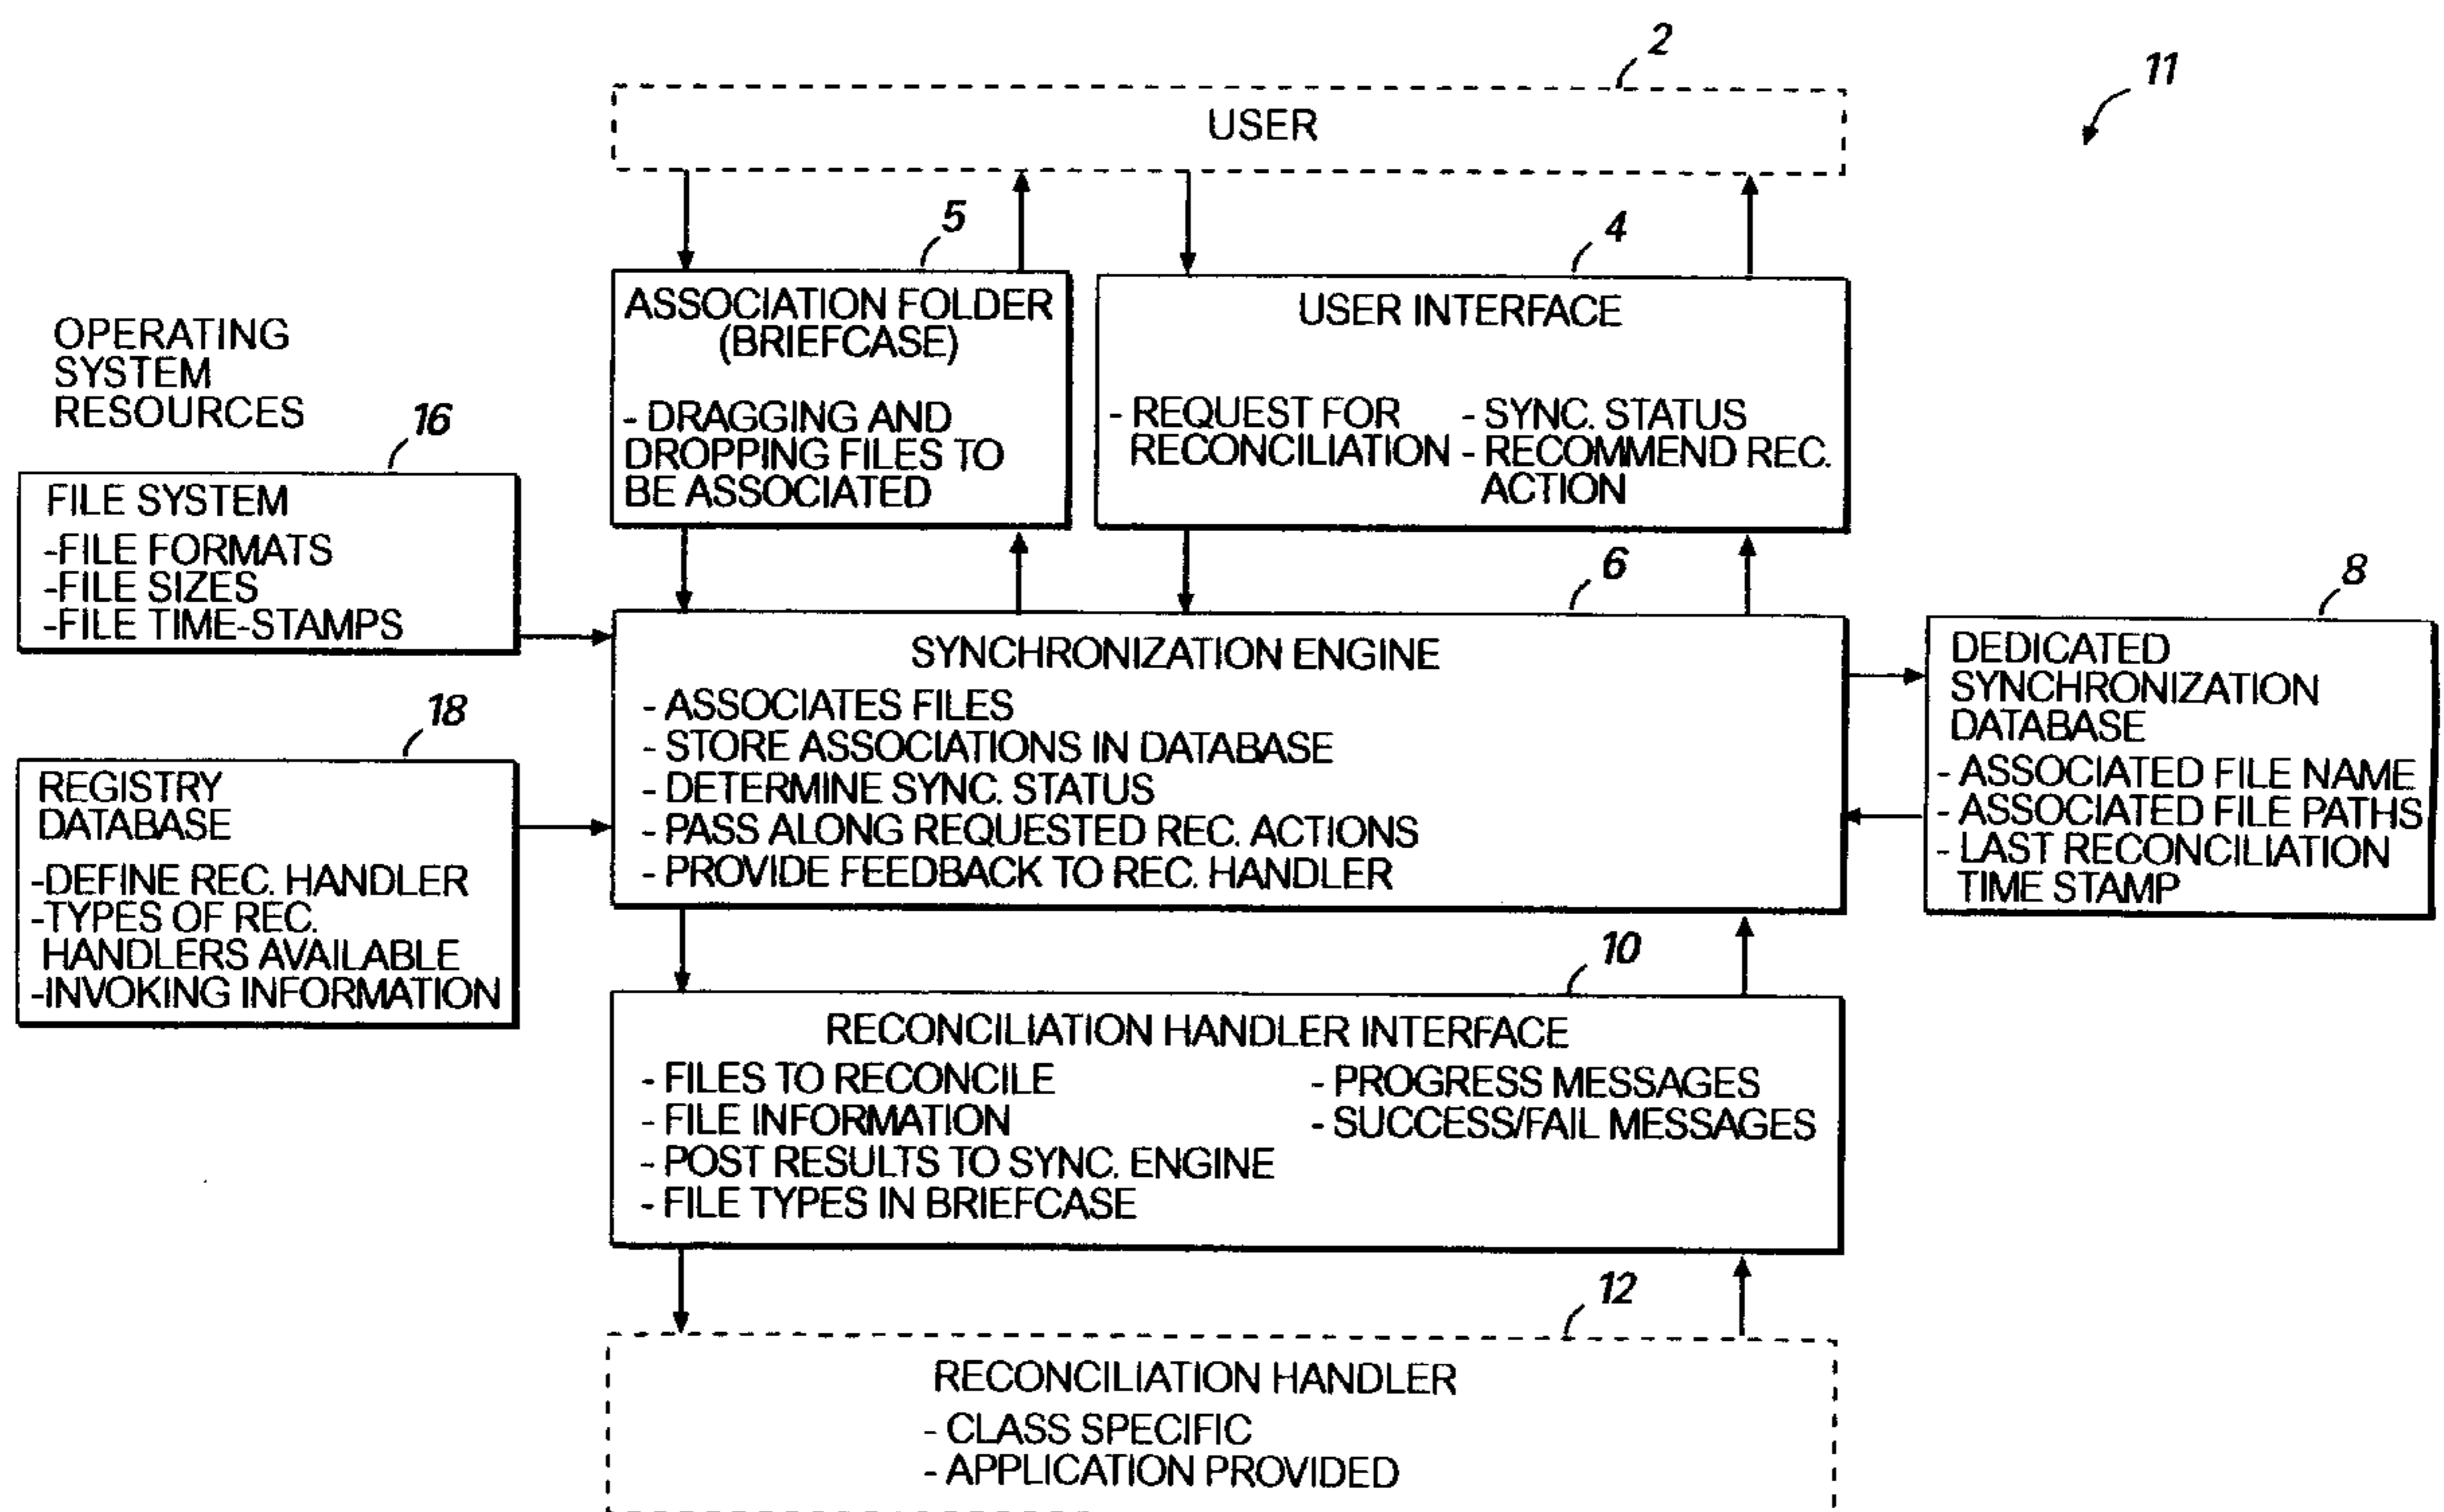 2
11
USER
5
4
ASSOCIATION FOLDER
(BRIEFCASE)
- DRAGGING AND
DROPPING FILES TO
BE ASSOCIATED
USER INTERFACE
- REQUEST FOR
RECONCILIATION
- SYNC. STATUS
- RECOMMEND REC.
ACTION
OPERATING
SYSTEM
RESOURCES
16
FILE SYSTEM
-FILE FORMATS
-FILE SIZES
-FILE TIME-STAMPS
18
REGISTRY
DATABASE
-DEFINE REC. HANDLER
-TYPES OF REC.
HANDLERS AVAILABLE
-INVOKING INFORMATION
6
SYNCHRONIZATION ENGINE
- ASSOCIATES FILES
- STORE ASSOCIATIONS IN DATABASE
- DETERMINE SYNC. STATUS
- PASS ALONG REQUESTED REC. ACTIONS
- PROVIDE FEEDBACK TO REC. HANDLER
8
DEDICATED
SYNCHRONIZATION
DATABASE
- ASSOCIATED FILE NAME
- ASSOCIATED FILE PATHS
- LAST RECONCILIATION
TIME STAMP
10
RECONCILIATION HANDLER INTERFACE
- FILES TO RECONCILE
- FILE INFORMATION
- POST RESULTS TO SYNC. ENGINE
- FILE TYPES IN BRIEFCASE
- PROGRESS MESSAGES
- SUCCESS/FAIL MESSAGES
12
RECONCILIATION HANDLER
- CLASS SPECIFIC
- APPLICATION PROVIDED